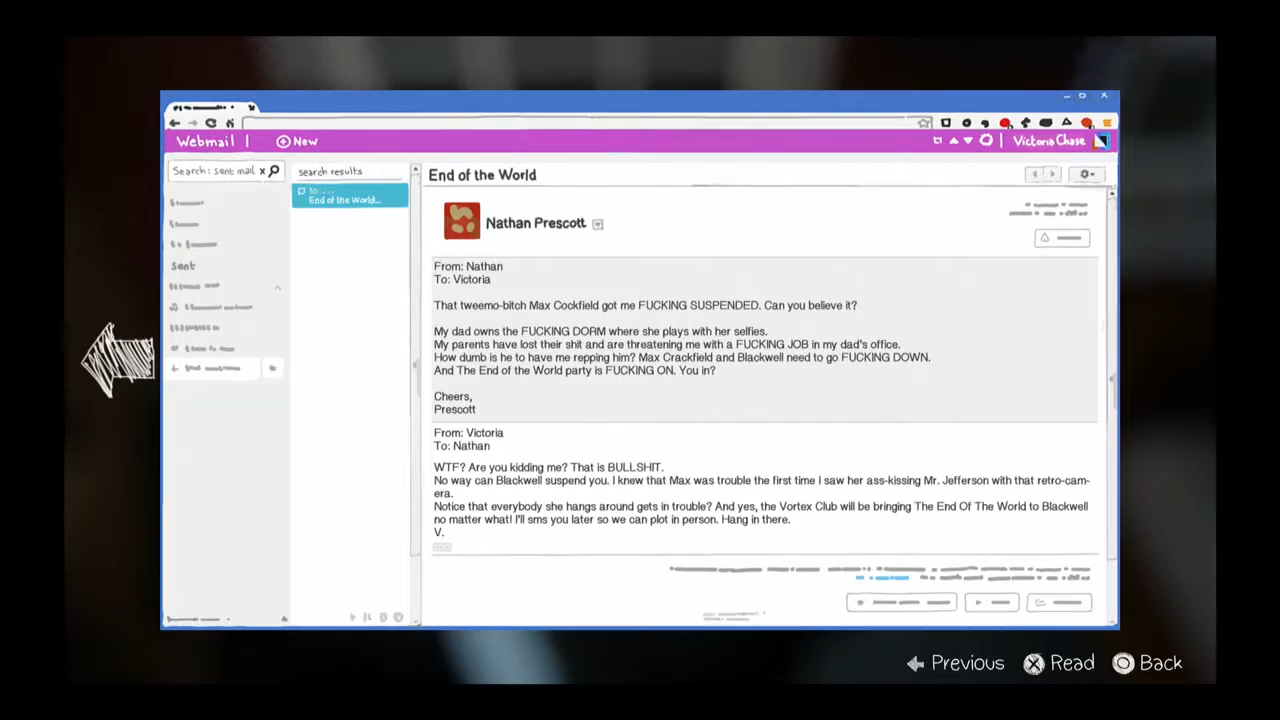 Webmail | New | Victoria Chase
Search: sent mail x
search results
End of the World
to: ....
End of the World...
Nathan Prescott
Sent
From: Nathan
To: Victoria
That tweemo-bitch Max Cockfield got me FUCKING SUSPENDED. Can you believe it?
My dad owns the FUCKING DORM where she plays with her selfies.
My parents have lost their shit and are threatening me with a FUCKING JOB in my dad's office.
How dumb is he to have me repping him? Max Crackfield and Blackwell need to go FUCKING DOWN.
And The End of the World party is FUCKING ON. You in?
Cheers,
Prescott
From: Victoria
To: Nathan
WTF? Are you kidding me? That is BULLSHIT.
No way can Blackwell suspend you. I knew that Max was trouble the first time I saw her ass-kissing Mr. Jefferson with that retro-cam-
era.
Notice that everybody she hangs around gets in trouble? And yes, the Vortex Club will be bringing The End Of The World to Blackwell
no matter what! I'll sms you later so we can plot in person. Hang in there.
V.
Previous Read Back